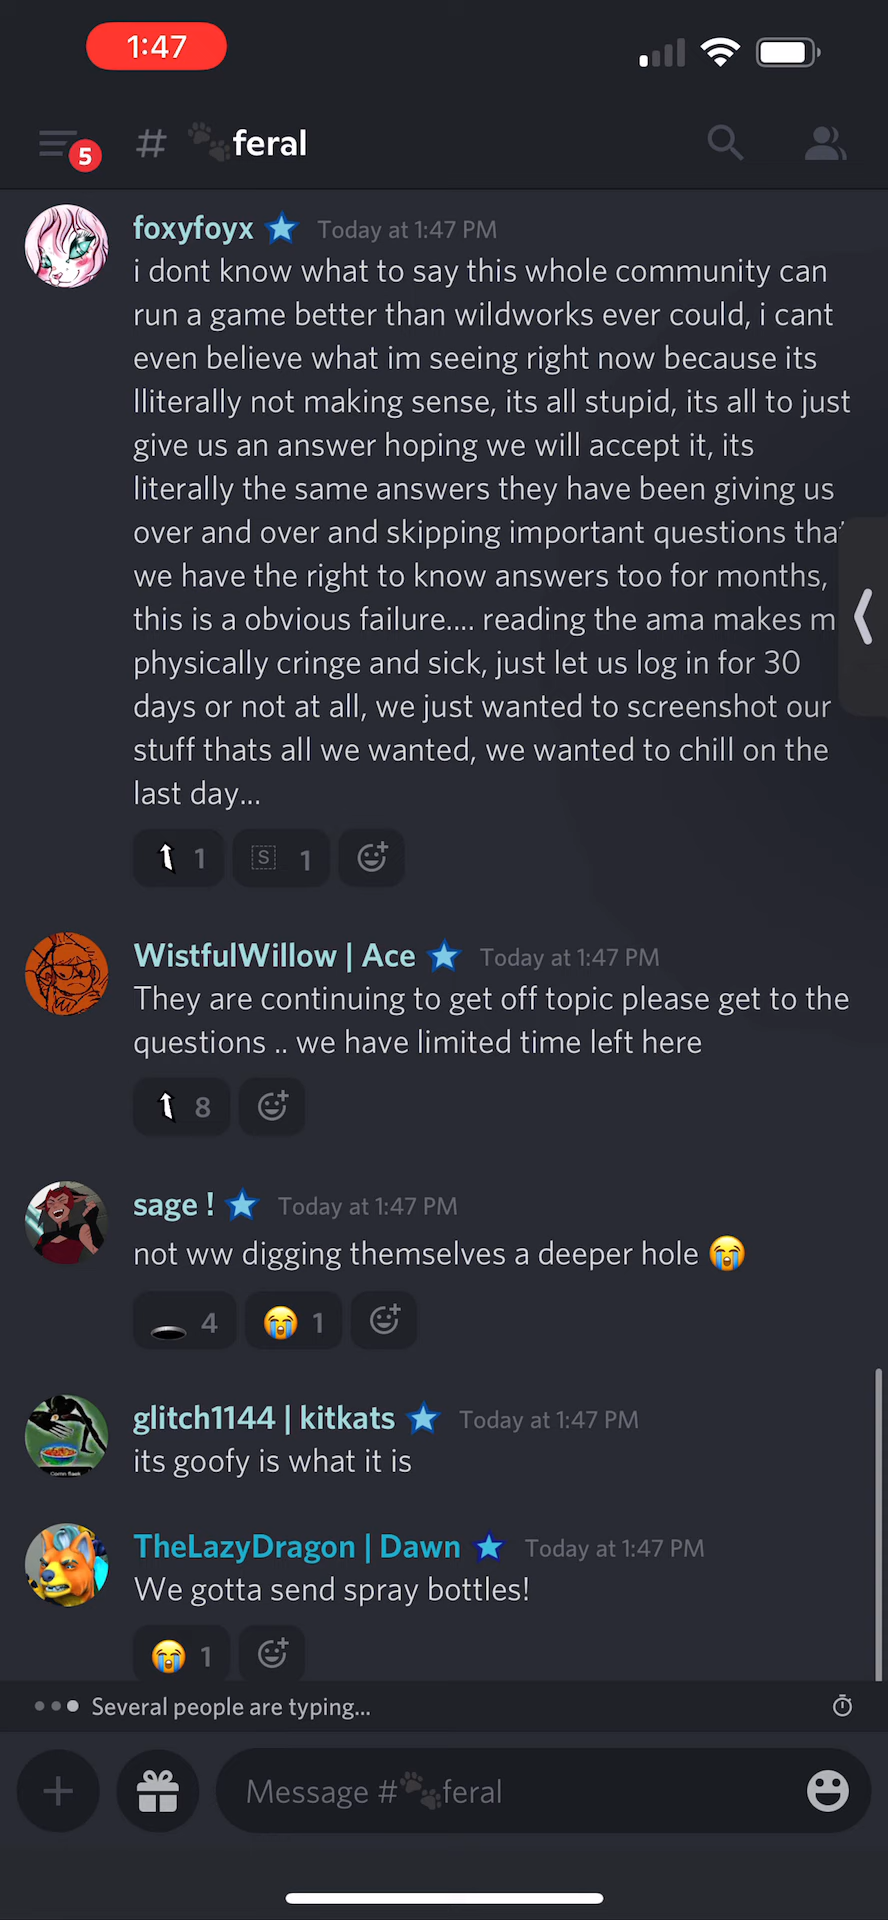 1:47
5
# feral
foxyfoyx Today at 1:47 PM
i dont know what to say this whole community can
run a game better than wildworks ever could, i cant
even believe what im seeing right now because its
lliterally not making sense, its all stupid, its all to just
give us an answer hoping we will accept it, its
literally the same answers they have been giving us
over and over and skipping important questions tha
we have the right to know answers too for months,
this is a obvious failure.... reading the ama makes m
physically cringe and sick, just let us log in for 30
days or not at all, we just wanted to screenshot our
stuff thats all we wanted, we wanted to chill on the
last day...
1 S 1
WistfulWillow | Ace Today at 1:47 PM
They are continuing to get off topic please get to the
questions .. we have limited time left here
8
sage ! Today at 1:47 PM
not ww digging themselves a deeper hole 😭
4 😭 1
glitch1144 | kitkats Today at 1:47 PM
its goofy is what it is
TheLazyDragon | Dawn Today at 1:47 PM
We gotta send spray bottles!
😭 1
Several people are typing...
Message #🐾feral